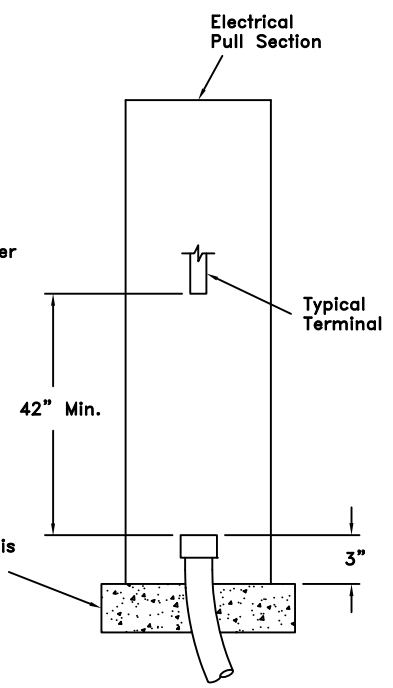 Electrical
Pull Section
er
Typical
Terminal
42" Min.
is
3"